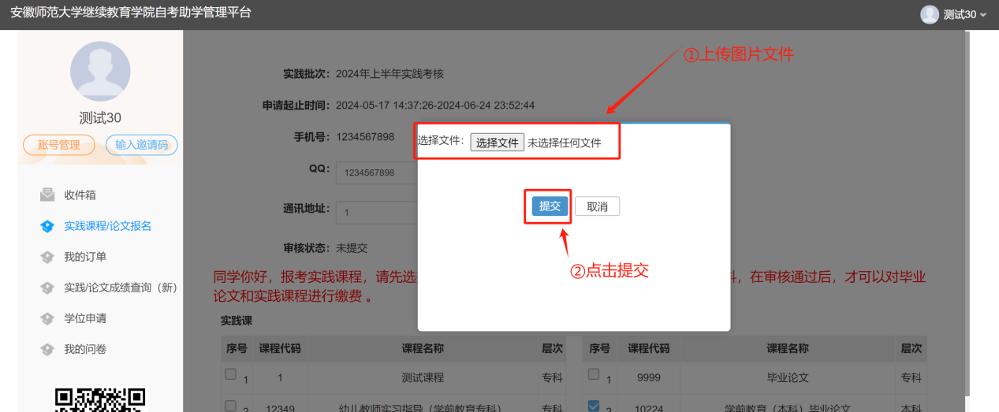 安徽师范大学继续教育学院自考助学管理平台
测试30
测试30
账号管理
输入邀请码
收件箱
实践课程/论文报名
我的订单
实践/论文成绩查询（新）
学位申请
我的问卷
实践批次： 2024年上半年实践考核
申请起止时间： 2024-05-17 14:37:26-2024-06-24 23:52:44
手机号： 1234567898
QQ： 1234567898
通讯地址： 1
审核状态： 未提交
①上传图片文件
选择文件： 选择文件 未选择任何文件
提交 取消
②点击提交
同学你好，报考实践课程，请先选
，在审核通过后，才可以对毕业
论文和实践课程进行缴费 。
实践课
序号 课程代码 课程名称 层次 序号 课程代码 课程名称 层次
1 1 测试课程 专科 1 9999 毕业论文 专科
2 12349 幼儿教师实习指导（学前教育专科） 专科 2 10224 学前教育（本科）毕业论文 本科